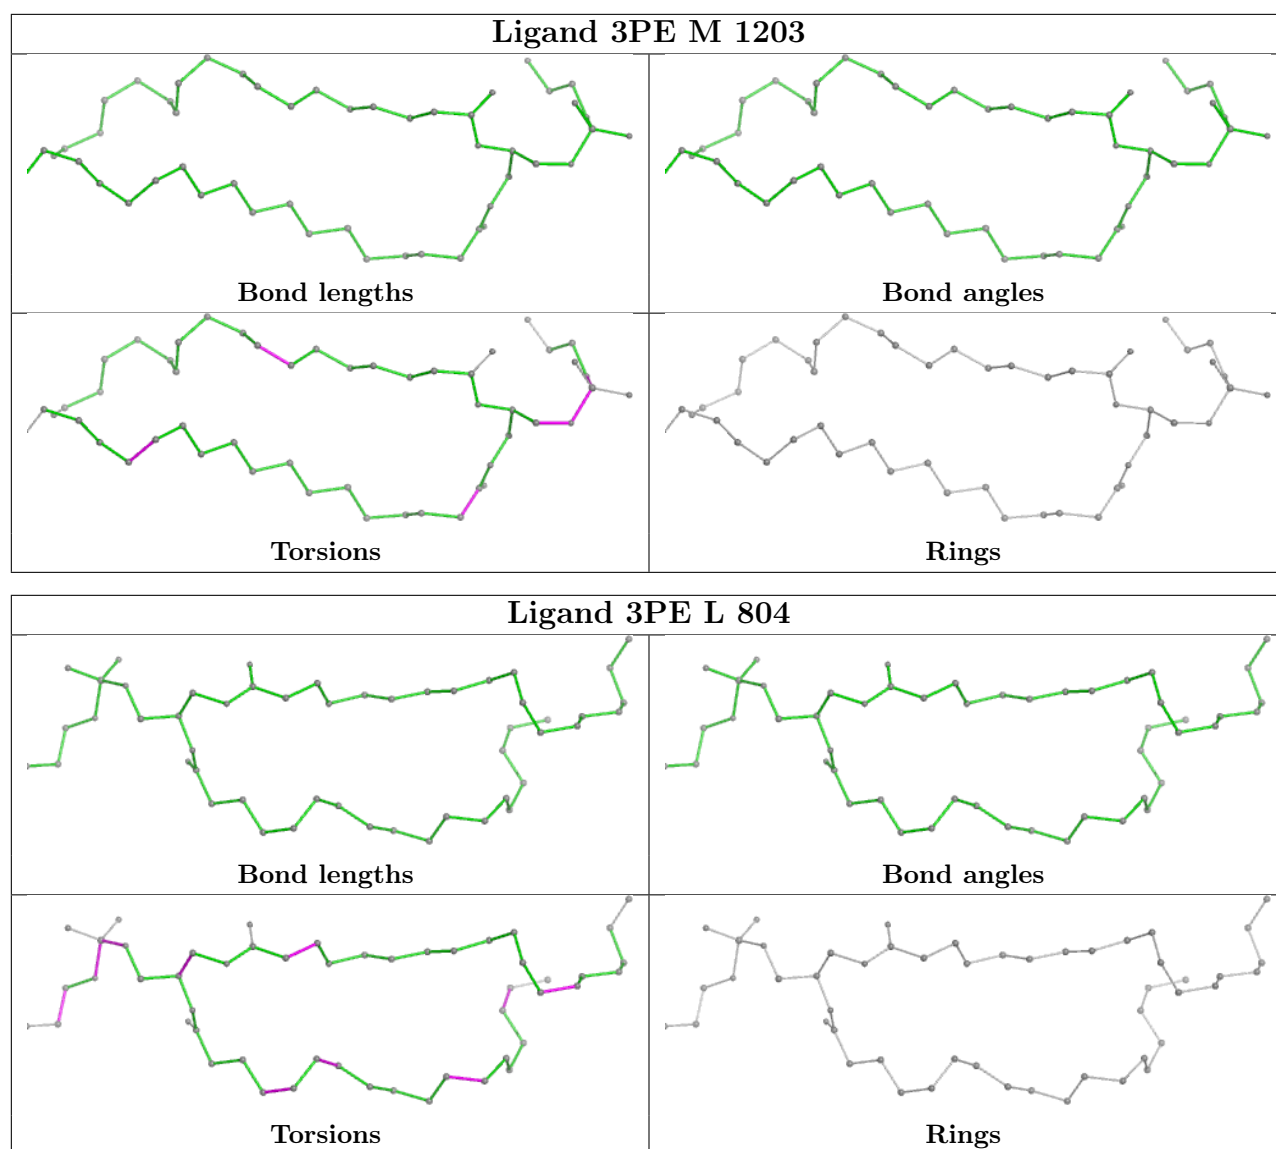 Ligand 3PE M 1203
Bond lengths
Bond angles
Torsions
Rings
Ligand 3PE L 804
Bond lengths
Bond angles
Torsions
Rings